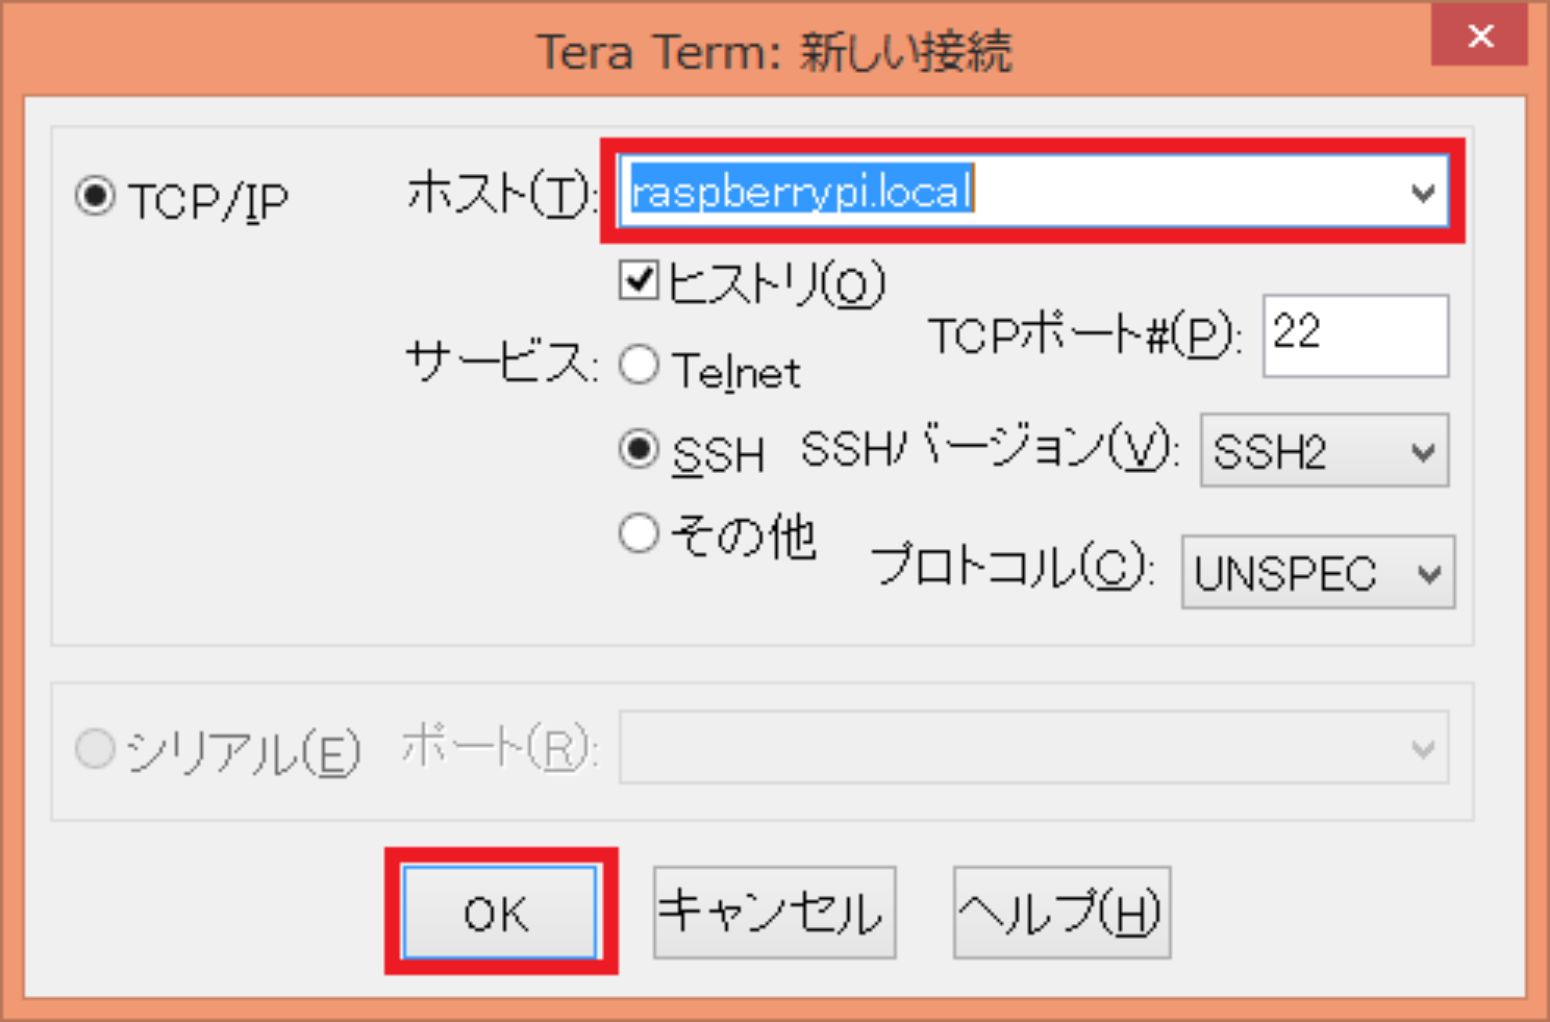 Tera Term: 新しい接続
TCP/IP ホスト(T): raspberrypi.local
ヒストリ(O)
TCPポート#(P): 22
サービス: Telnet
SSH SSHバージョン(V): SSH2
その他
プロトコル(C): UNSPEC
シリアル(E) ポート(R):
OK キャンセル ヘルプ(H)